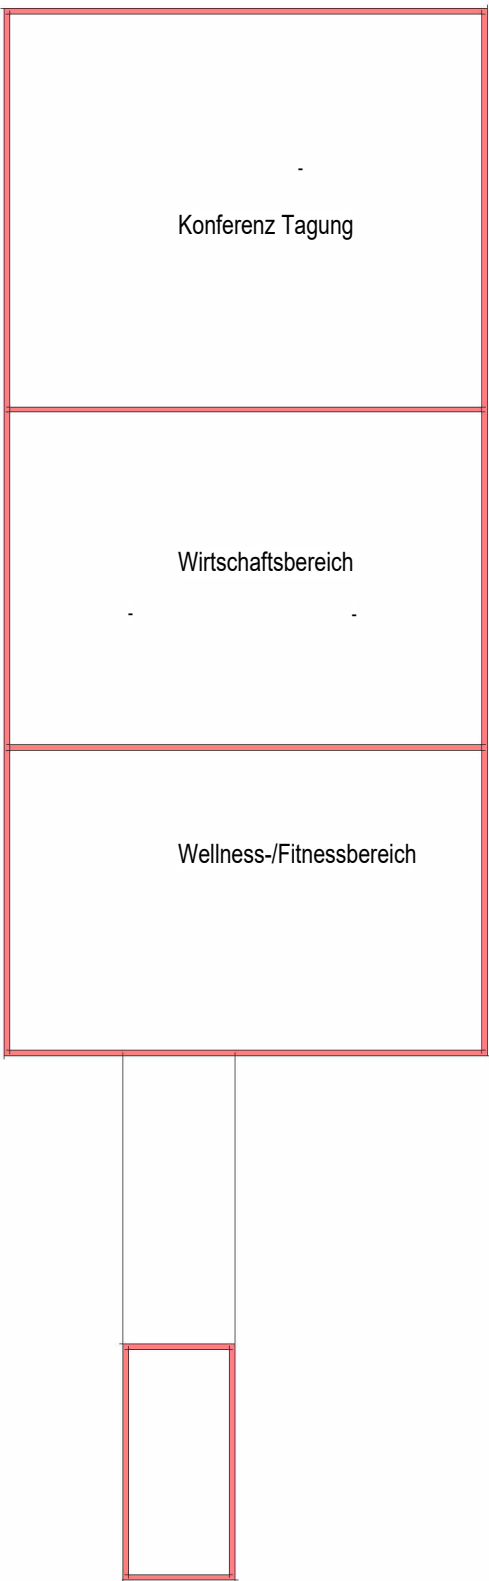 -
Konferenz Tagung
Wirtschaftsbereich
- -
Wellness-/Fitnessbereich